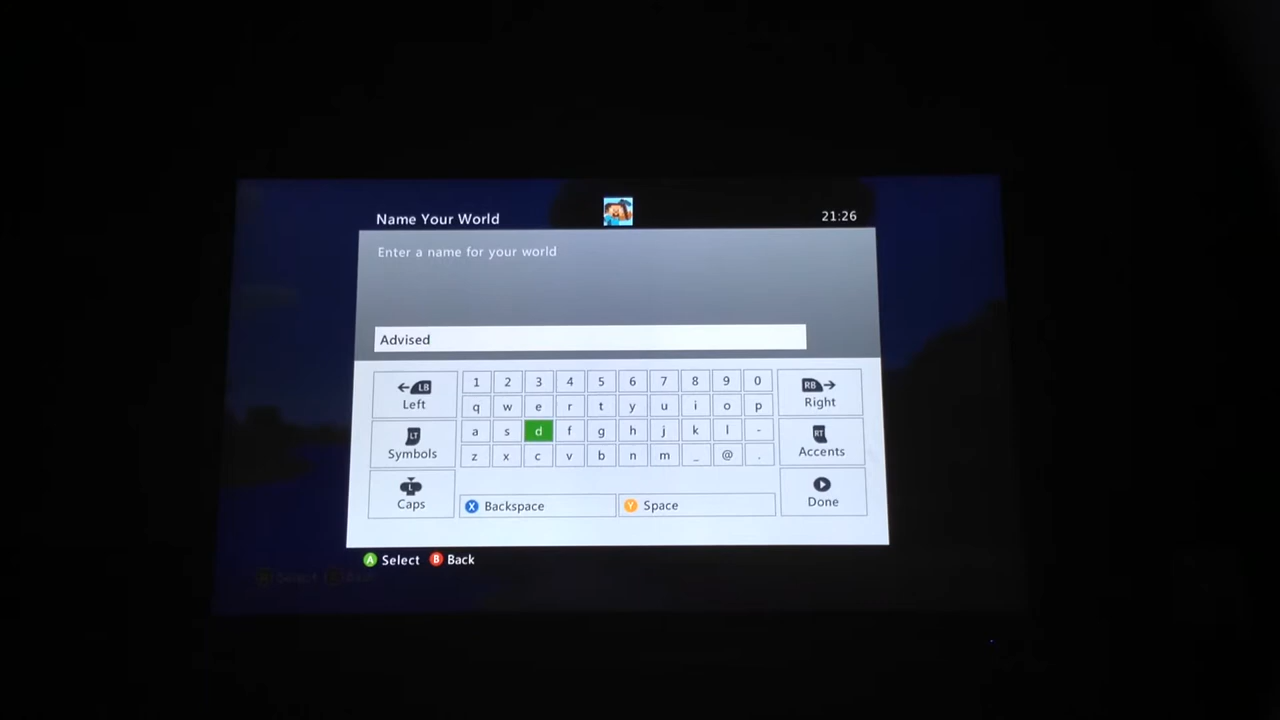 Name Your World
21:26
Enter a name for your world
Advised
LB
Left
1 2 3 4 5 6 7 8 9 0
RB
Right
q w e r t y u i o p
LT
Symbols
a s d f g h j k l -
RT
Accents
z x c v b n m _ @ .
L
Caps
X Backspace
Y Space
Done
A Select B Back
Select